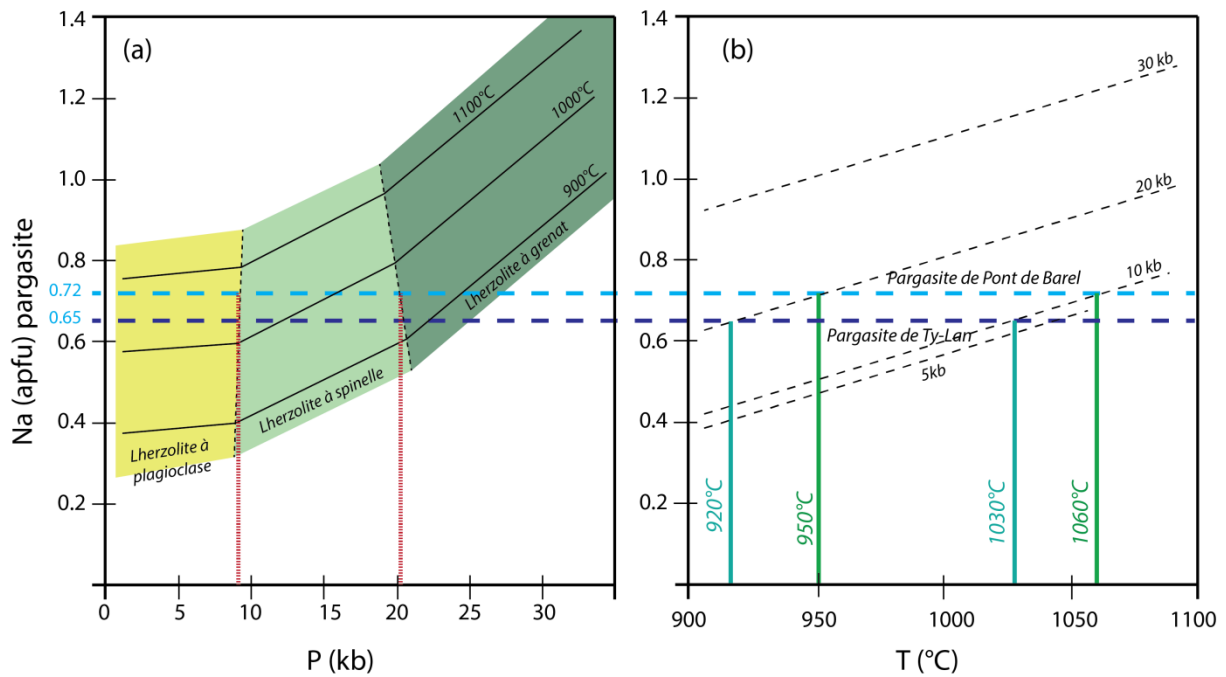 (a)
1.4
1.2
1.0
0.8
0.72
0.65
0.6
0.4
0.2
Na (apfu) pargasite
1100°C
1000°C
900°C
Lherzolite à grenat
Lherzolite à spinelle
Lherzolite à
plagioclase
0
5
10
15
20
25
30
P (kb)
(b)
1.4
1.2
1.0
0.8
0.6
0.4
0.2
30 kb
20 kb
10 kb
5kb
Pargasite de Pont de Barel
Pargasite de Ty-Lan
920°C
950°C
1030°C
1060°C
900
950
1000
1050
1100
T (°C)